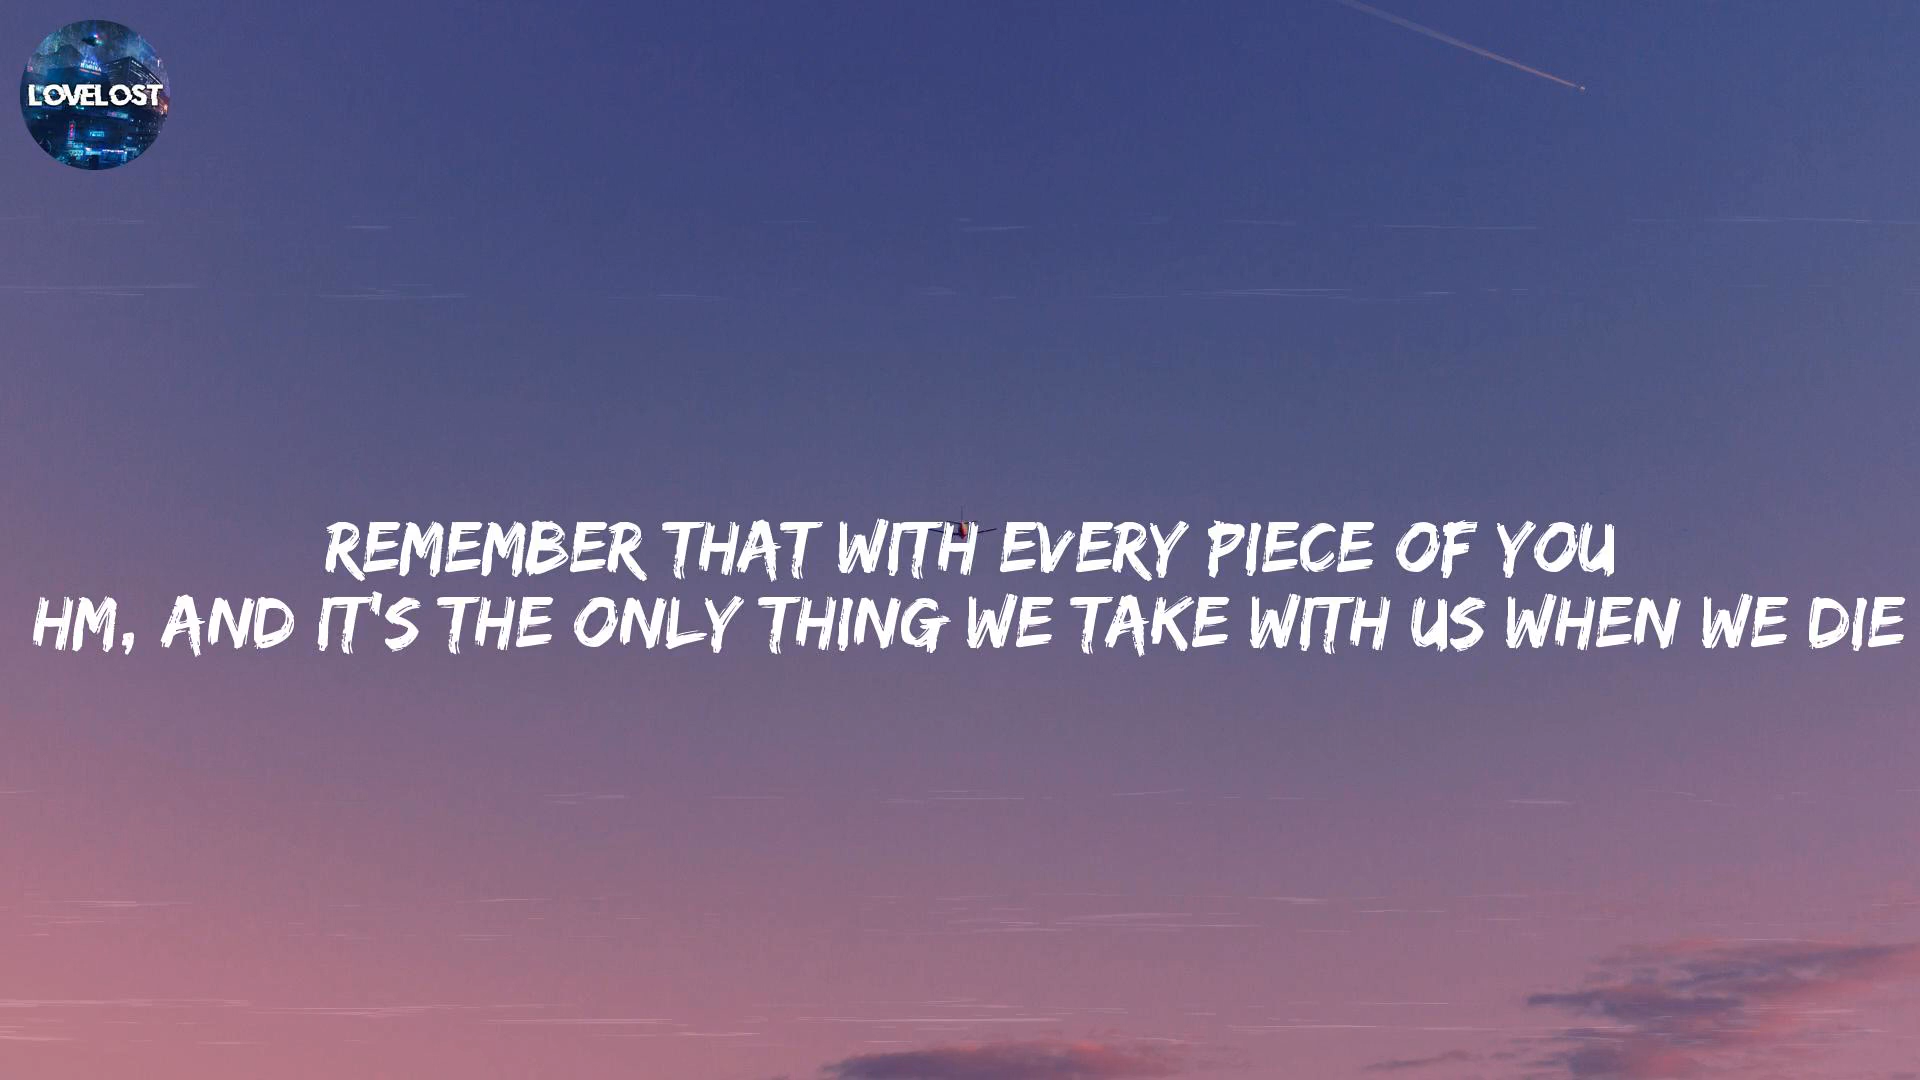 LOVELOST
REMEMBER THAT WITH EVERY PIECE OF YOU
HM, AND IT'S THE ONLY THING WE TAKE WITH US WHEN WE DIE